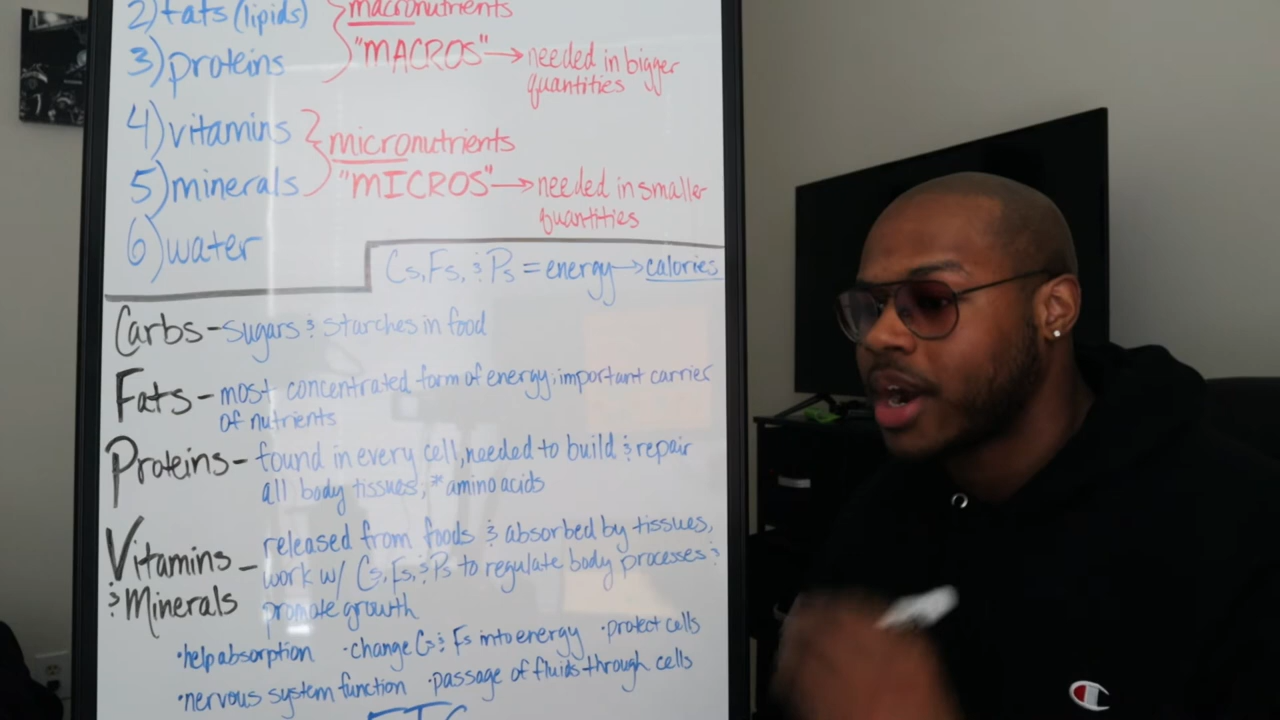 2) fats (lipids)
macronutrients
3) proteins
"MACROS" → needed in bigger
quantities
4) vitamins
micronutrients
5) minerals
"MICROS" → needed in smaller
quantities
6) water
Cs, Fs, & Ps = energy → calories
Carbs - sugars & starches in food
Fats - most concentrated form of energy; important carrier
of nutrients
Proteins - found in every cell, needed to build & repair
all body tissues; *amino acids
Vitamins
& Minerals - released from foods & absorbed by tissues,
work w/ Cs, Fs, & Ps to regulate body processes &
promote growth
•help absorption •change Cs & Fs into energy •protect cells
•nervous system function •passage of fluids through cells